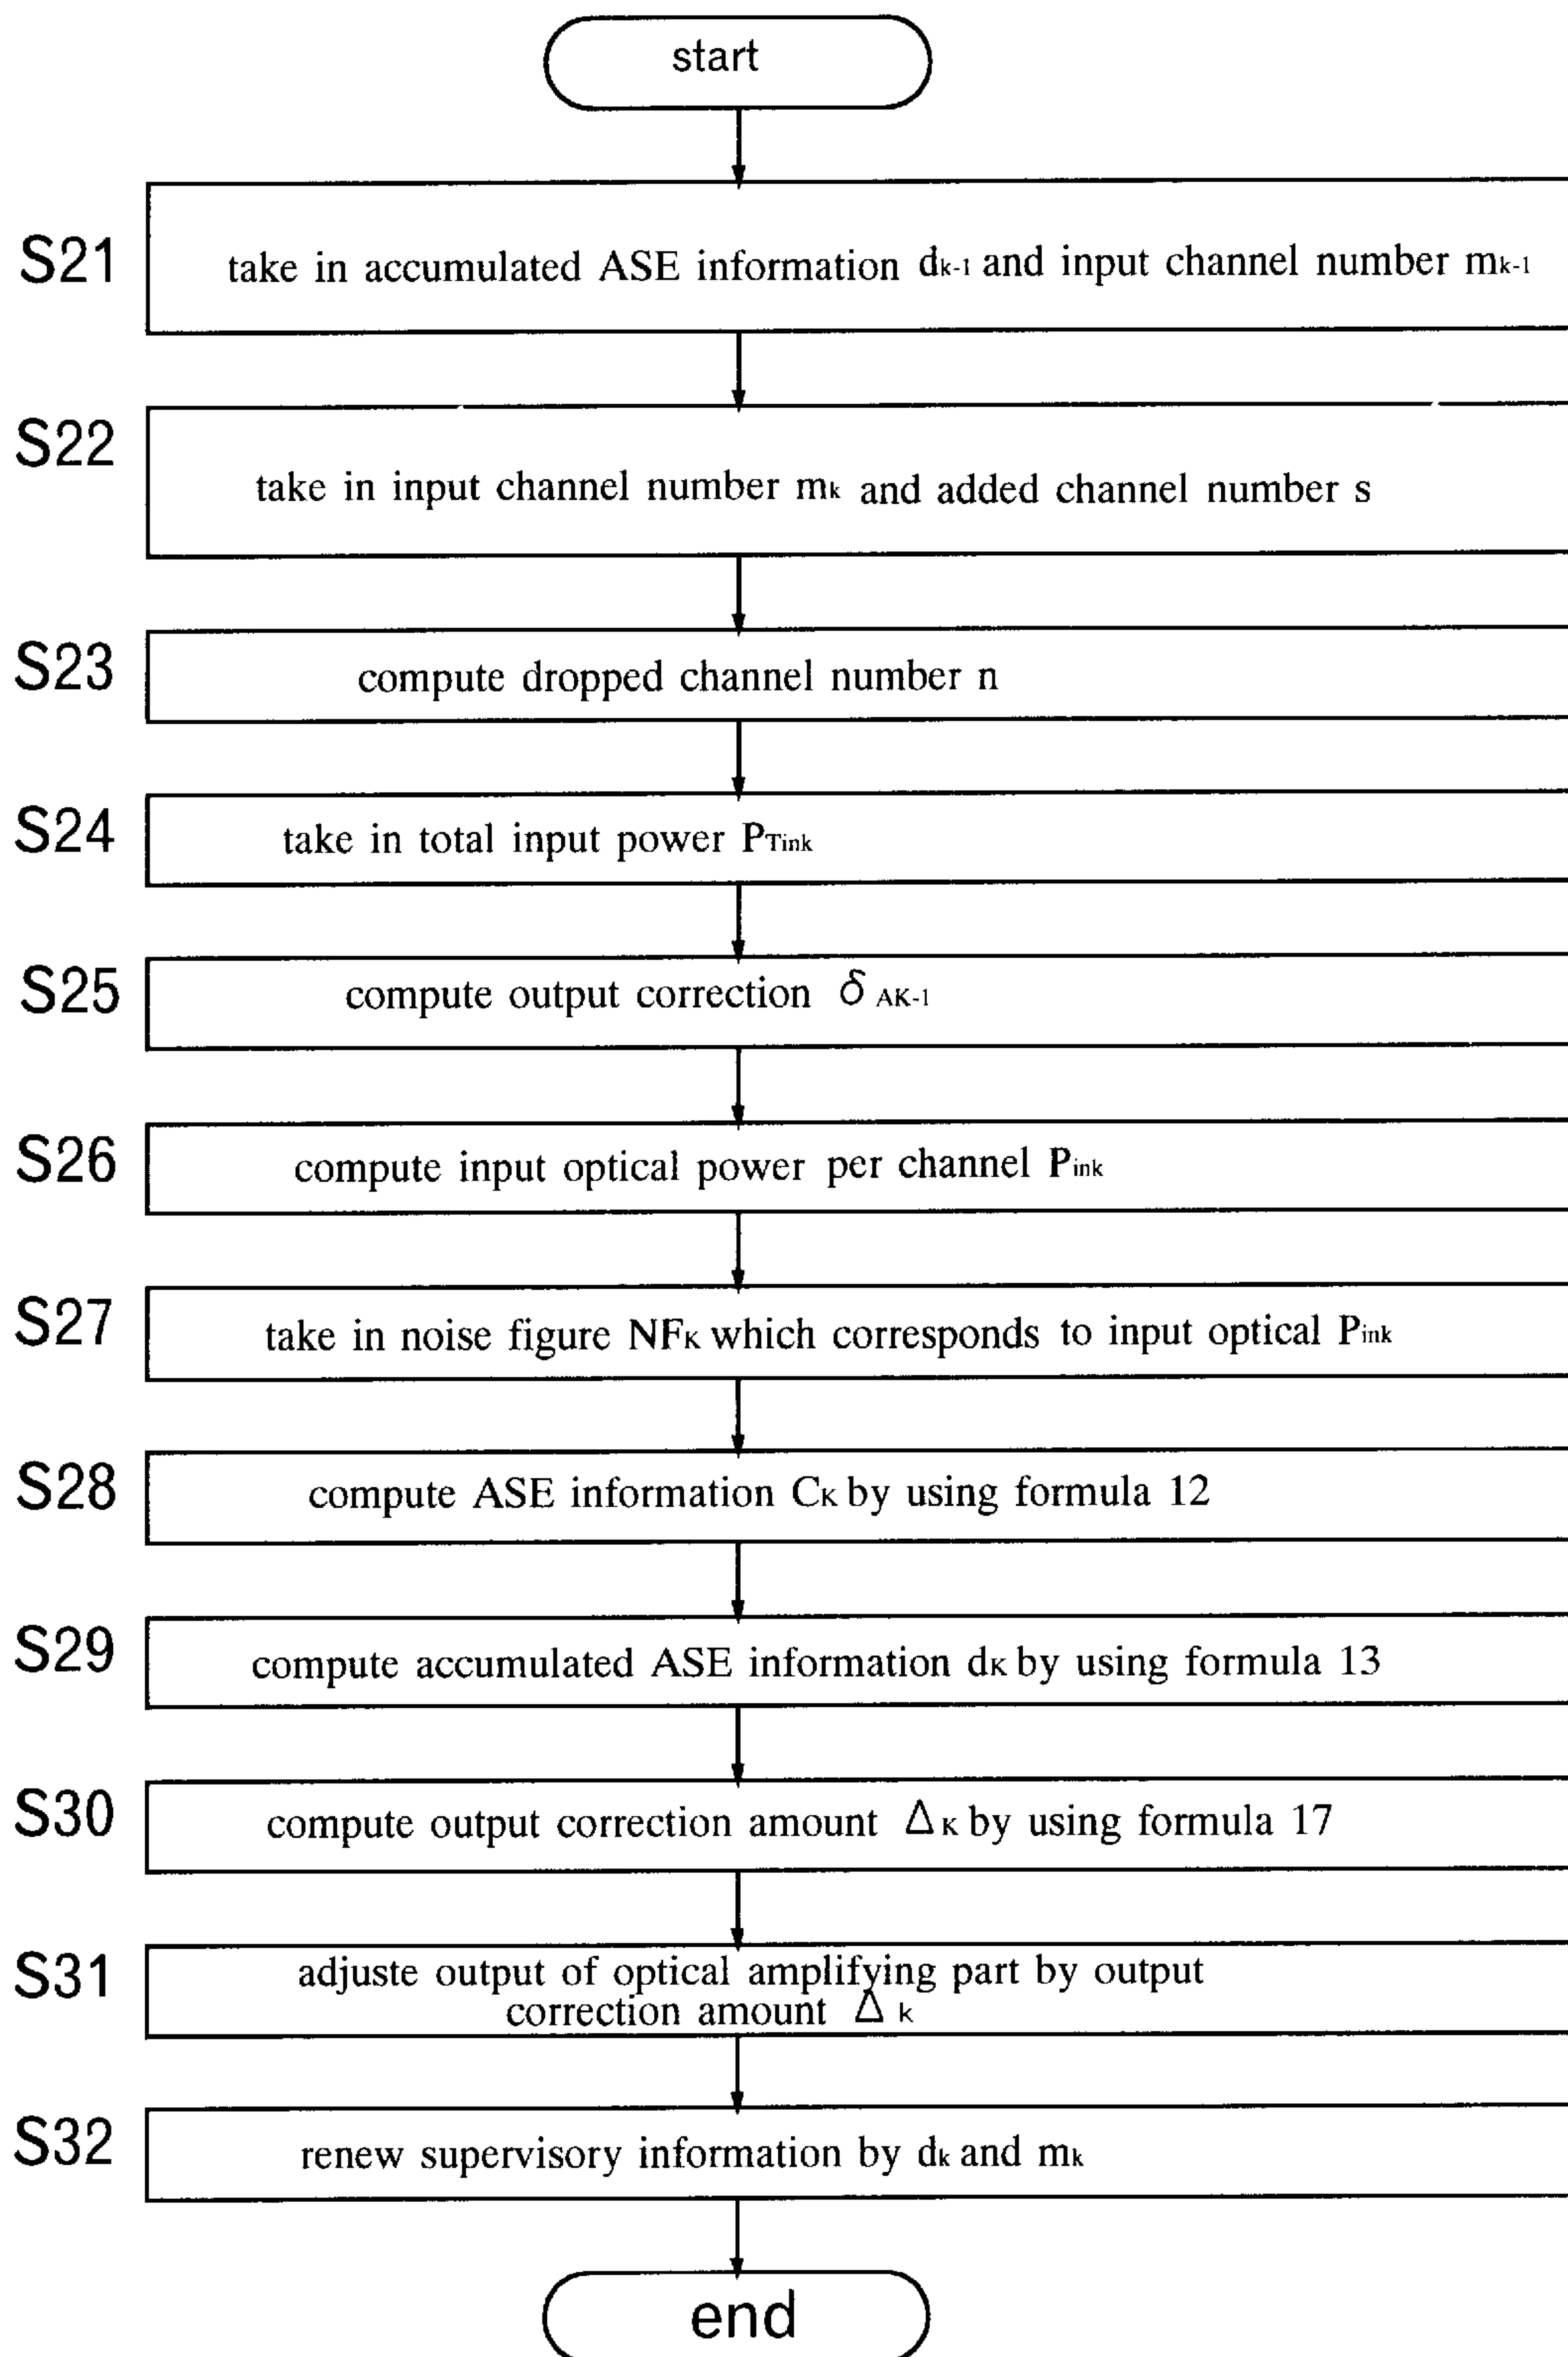 start
S21
take in accumulated ASE information dk-1 and input channel number mk-1
S22
take in input channel number mk and added channel number s
S23
compute dropped channel number n
S24
take in total input power PTink
S25
compute output correction δ AK-1
S26
compute input optical power per channel Pink
S27
take in noise figure NFK which corresponds to input optical Pink
S28
compute ASE information CK by using formula 12
S29
compute accumulated ASE information dK by using formula 13
S30
compute output correction amount Δ K by using formula 17
S31
adjuste output of optical amplifying part by output
correction amount Δ k
S32
renew supervisory information by dk and mk
end